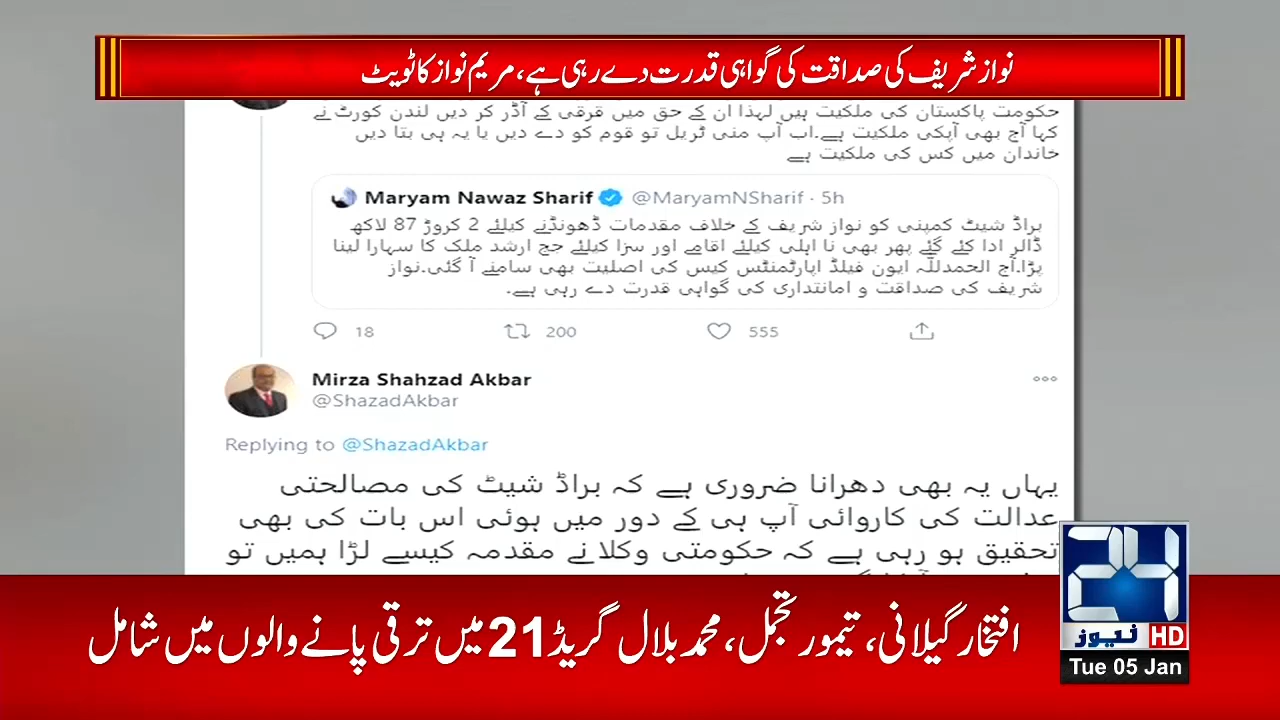 نواز شریف کی صداقت کی گواہی قدرت دے رہی ہے، مریم نواز کا ٹویٹ
حکومت پاکستان کی ملکیت ہیں لہذا ان کے حق میں قرقی کے آڈر کر دیں لندن کورٹ نے
کہا آج بھی آپکی ملکیت ہے۔اب آپ منی ٹریل تو قوم کو دے دیں یا یہ ہی بتا دیں
خاندان میں کس کی ملکیت ہے
Maryam Nawaz Sharif @MaryamNSharif · 5h
براڈ شیٹ کمپنی کو نواز شریف کے خلاف مقدمات ڈھونڈنے کیلئے 2 کروڑ 87 لاکھ
ڈالر ادا کئے گئے پھر بھی نا اہلی کیلئے اقامے اور سزا کیلئے جج ارشد ملک کا سہارا لینا
پڑا۔آج الحمدللّٰہ ایون فیلڈ اپارٹمنٹس کیس کی اصلیت بھی سامنے آ گئی۔نواز
شریف کی صداقت و امانتداری کی گواہی قدرت دے رہی ہے۔
18 200 555
Mirza Shahzad Akbar
@ShazadAkbar
Replying to @ShazadAkbar
یہاں یہ بھی دھرانا ضروری ہے کہ براڈ شیٹ کی مصالحتی
عدالت کی کاروائی آپ ہی کے دور میں ہوئی اس بات کی بھی
تحقیق ہو رہی ہے کہ حکومتی وکلا نے مقدمہ کیسے لڑا ہمیں تو
24
نیوز HD
Tue 05 Jan
افتخار گیلانی، تیمور تجمل، محمد بلال گریڈ 21 میں ترقی پانے والوں میں شامل